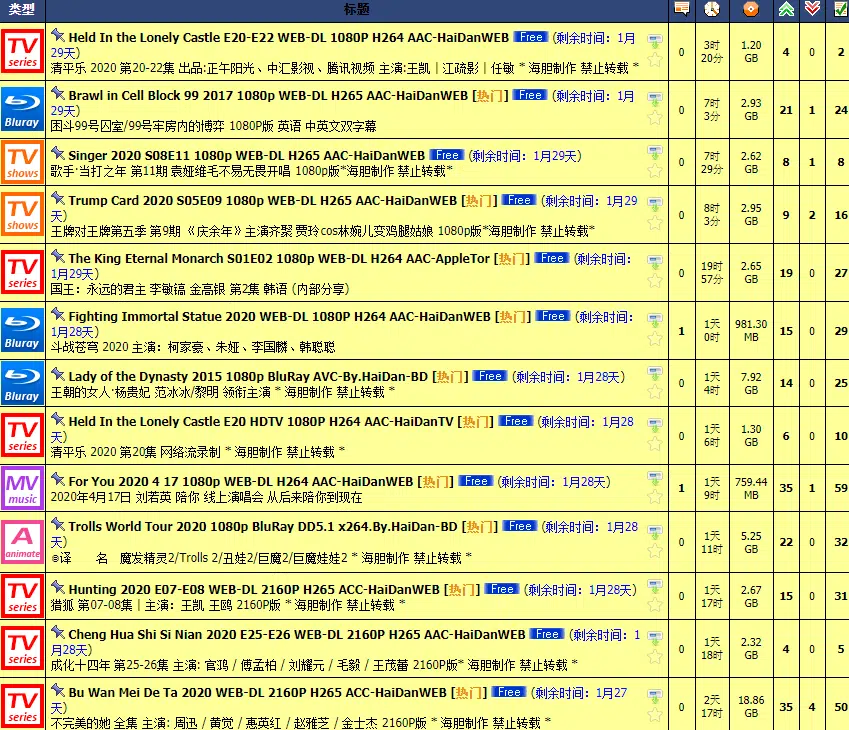 类型 标题
TV series Held In the Lonely Castle E20-E22 WEB-DL 1080P H264 AAC-HaiDanWEB Free (剩余时间：1月29天) 0 3时20分 1.20 GB 4 0 2
清平乐 2020 第20-22集 出品:正午阳光、中汇影视、腾讯视频 主演:王凯 | 江疏影 | 任敏 * 海胆制作 禁止转载 *
Bluray Brawl in Cell Block 99 2017 1080p WEB-DL H265 AAC-HaiDanWEB [热门] Free (剩余时间：1月29天) 0 7时3分 2.93 GB 21 1 24
困斗99号囚室/99号牢房内的博弈 1080P版 英语 中英文双字幕
TV shows Singer 2020 S08E11 1080p WEB-DL H265 AAC-HaiDanWEB Free (剩余时间：1月29天) 0 7时29分 2.62 GB 8 1 8
歌手·当打之年 第11期 袁娅维毛不易无畏开唱 1080p版*海胆制作 禁止转载*
TV shows Trump Card 2020 S05E09 1080p WEB-DL H265 AAC-HaiDanWEB [热门] Free (剩余时间：1月29天) 0 8时3分 2.95 GB 9 2 16
王牌对王牌第五季 第9期 《庆余年》主演齐聚 贾玲cos林婉儿变鸡腿姑娘 1080p版*海胆制作 禁止转载*
TV series The King Eternal Monarch S01E02 1080p WEB-DL H264 AAC-AppleTor [热门] Free (剩余时间：1月29天) 0 19时57分 2.65 GB 19 0 27
国王：永远的君主 李敏镐 金高银 第2集 韩语 (内部分享)
Bluray Fighting Immortal Statue 2020 WEB-DL 1080P H264 AAC-HaiDanWEB [热门] Free (剩余时间：1月28天) 1 1天0时 981.30 MB 15 0 29
斗战苍穹 2020 主演：柯家豪、朱娅、李国麟、韩聪聪
Bluray Lady of the Dynasty 2015 1080p BluRay AVC-By.HaiDan-BD [热门] Free (剩余时间：1月28天) 0 1天4时 7.92 GB 14 0 25
王朝的女人·杨贵妃 范冰冰/黎明 领衔主演 * 海胆制作 禁止转载 *
TV series Held In the Lonely Castle E20 HDTV 1080P H264 AAC-HaiDanTV [热门] Free (剩余时间：1月28天) 0 1天6时 1.30 GB 6 0 10
清平乐 2020 第20集 网络流录制 * 海胆制作 禁止转载 *
MV music For You 2020 4 17 1080p WEB-DL H264 AAC-HaiDanWEB [热门] Free (剩余时间：1月28天) 1 1天9时 759.44 MB 35 1 59
2020年4月17日 刘若英 陪你 线上演唱会 从后来陪你到现在
A animate Trolls World Tour 2020 1080p BluRay DD5.1 x264.By.HaiDan-BD [热门] Free (剩余时间：1月28天) 0 1天11时 5.25 GB 22 0 32
◎译 名 魔发精灵2/Trolls 2/丑娃2/巨魔2/巨魔娃娃2 * 海胆制作 禁止转载 *
TV series Hunting 2020 E07-E08 WEB-DL 2160P H265 ACC-HaiDanWEB [热门] Free (剩余时间：1月28天) 0 1天17时 2.67 GB 15 0 31
猎狐 第07-08集 | 主演：王凯 王鸥 2160P版 * 海胆制作 禁止转载 *
TV series Cheng Hua Shi Si Nian 2020 E25-E26 WEB-DL 2160P H265 AAC-HaiDanWEB Free (剩余时间：1月28天) 0 1天18时 2.32 GB 4 0 5
成化十四年 第25-26集 主演: 官鸿 / 傅孟柏 / 刘耀元 / 毛毅 / 王茂蕾 2160P版* 海胆制作 禁止转载 *
TV series Bu Wan Mei De Ta 2020 WEB-DL 2160P H265 ACC-HaiDanWEB [热门] Free (剩余时间：1月27天) 0 2天17时 18.86 GB 35 4 50
不完美的她 全集 主演: 周迅 / 黄觉 / 惠英红 / 赵雅芝 / 金士杰 2160P版 * 海胆制作 禁止转载 *